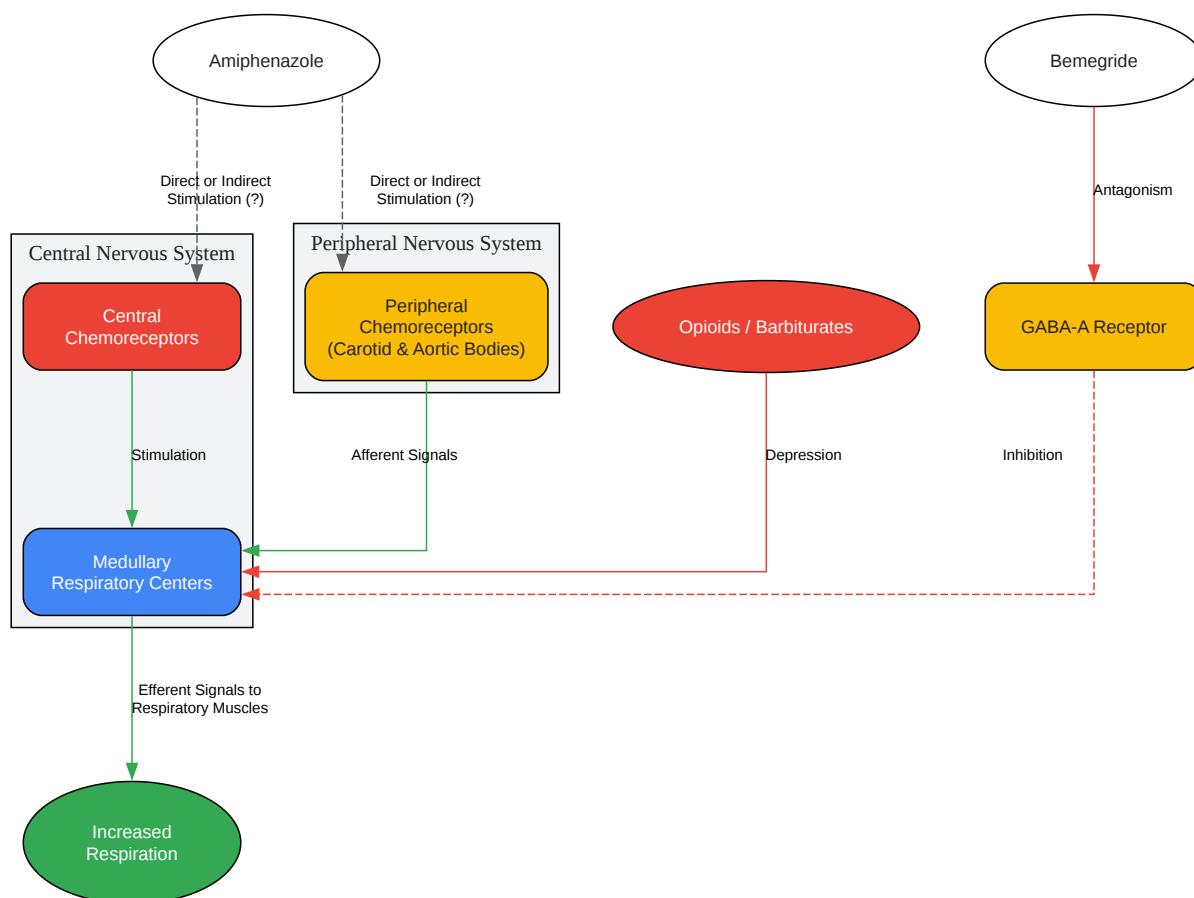 Amiphenazole
Bemegride
Direct or Indirect
Stimulation (?)
Direct or Indirect
Stimulation (?)
Antagonism
Central Nervous System
Peripheral Nervous System
Central
Chemoreceptors
Peripheral
Chemoreceptors
(Carotid & Aortic Bodies)
Opioids / Barbiturates
GABA-A Receptor
Stimulation
Afferent Signals
Depression
Inhibition
Medullary
Respiratory Centers
Efferent Signals to
Respiratory Muscles
Increased
Respiration